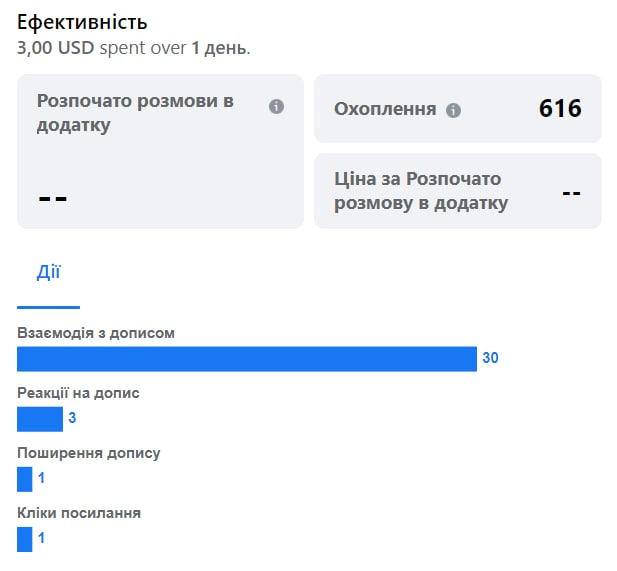 Ефективність
3,00 USD spent over 1 день.
Розпочато розмови в
додатку
--
Охоплення
616
Ціна за Розпочато
розмову в додатку
--
Дії
Взаємодія з дописом
30
Реакції на допис
3
Поширення допису
1
Кліки посилання
1